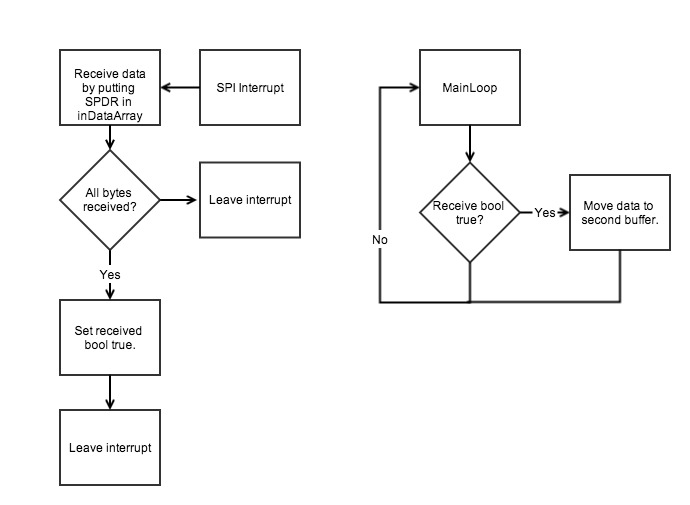 Receive data
by putting
SPDR in
inDataArray
SPI Interrupt
All bytes
received?
Leave interrupt
Yes
Set received
bool true.
Leave interrupt
MainLoop
Receive bool
true?
Yes
Move data to
second buffer.
No